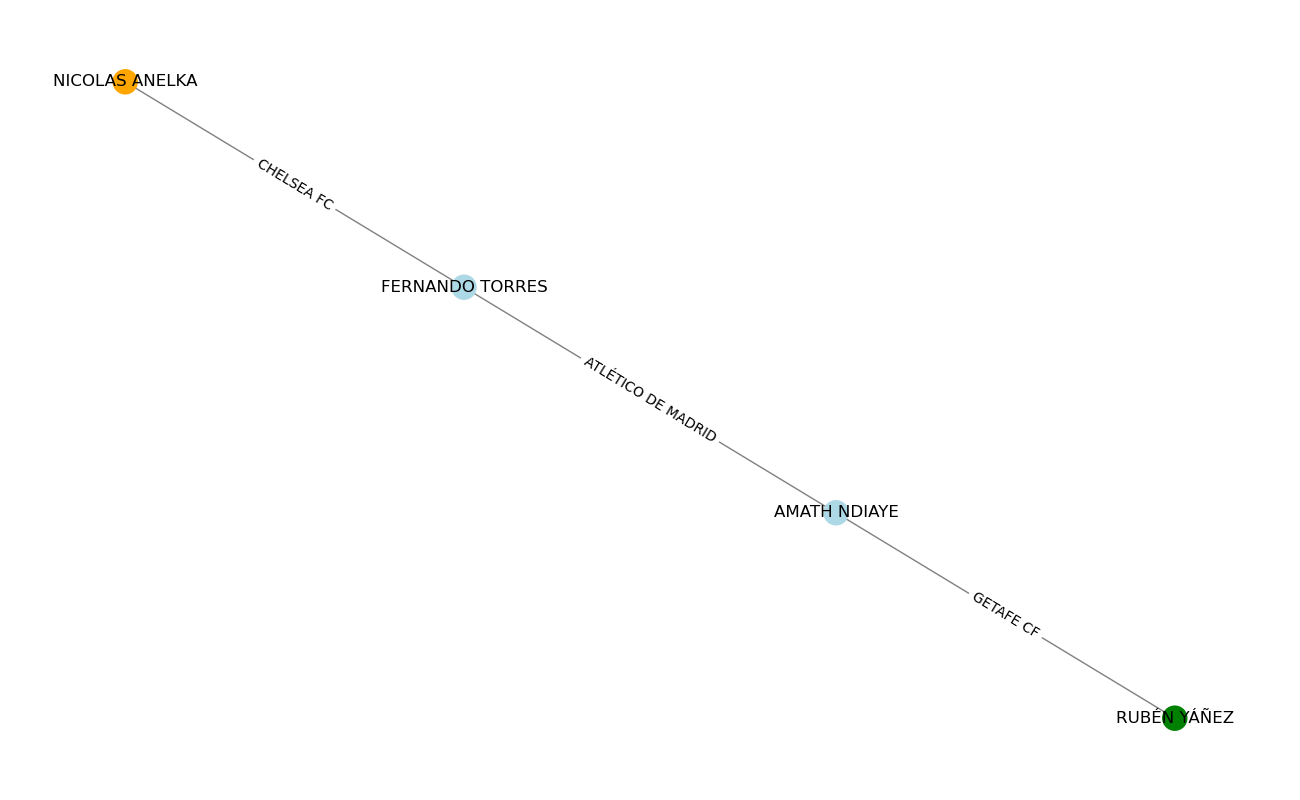 NICOLAS ANELKA
CHELSEA FC
FERNANDO TORRES
ATLÉTICO DE MADRID
AMATH NDIAYE
GETAFE CF
RUBÉN YÁÑEZ